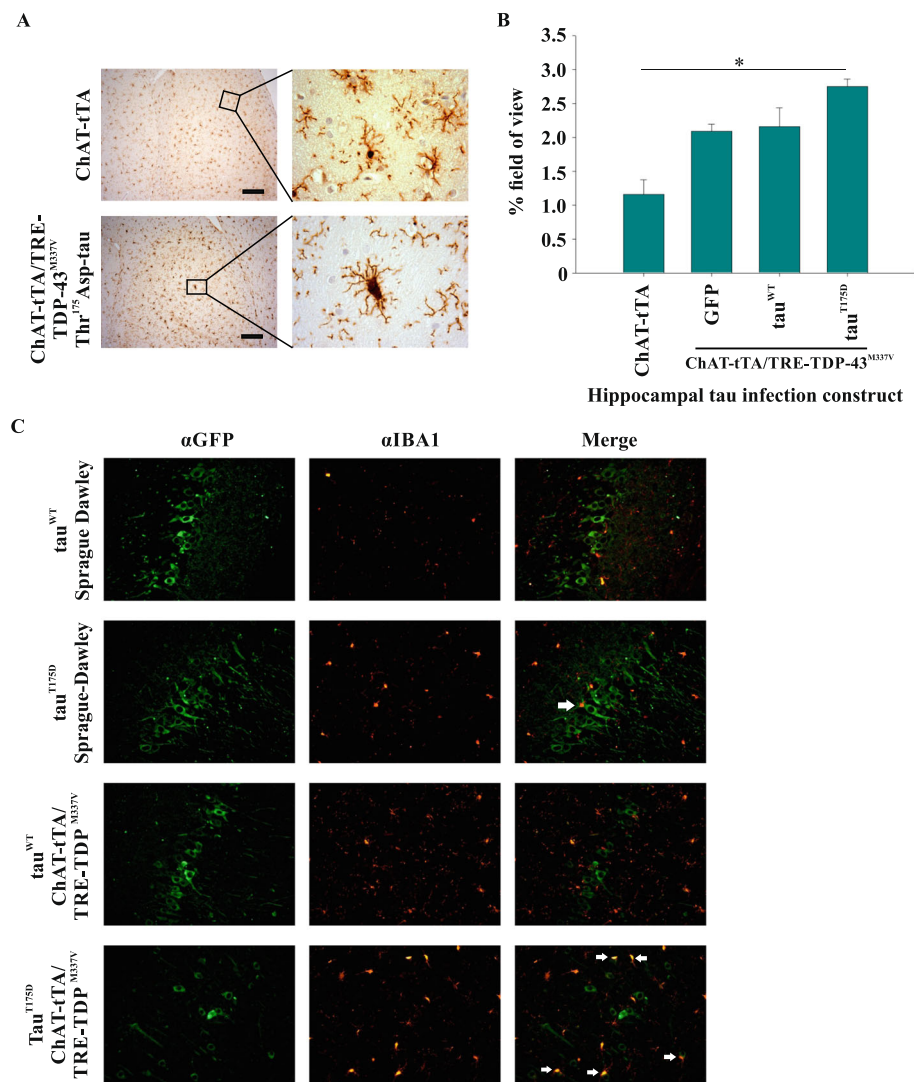 A
ChAT-tTA
ChAT-tTA/TRE-
TDP-43M337V
Thr175Asp-tau
B
% field of view
3.5
3.0
2.5
2.0
1.5
1.0
0.5
0
*
ChAT-tTA
GFP
tauWT
tauT175D
ChAT-tTA/TRE-TDP-43M337V
Hippocampal tau infection construct
C
αGFP
αIBA1
Merge
tauWT
Sprague Dawley
tauT175D
Sprague-Dawley
tauWT
ChAT-tTA/
TRE-TDPM337V
TauT175D
ChAT-tTA/
TRE-TDPM337V